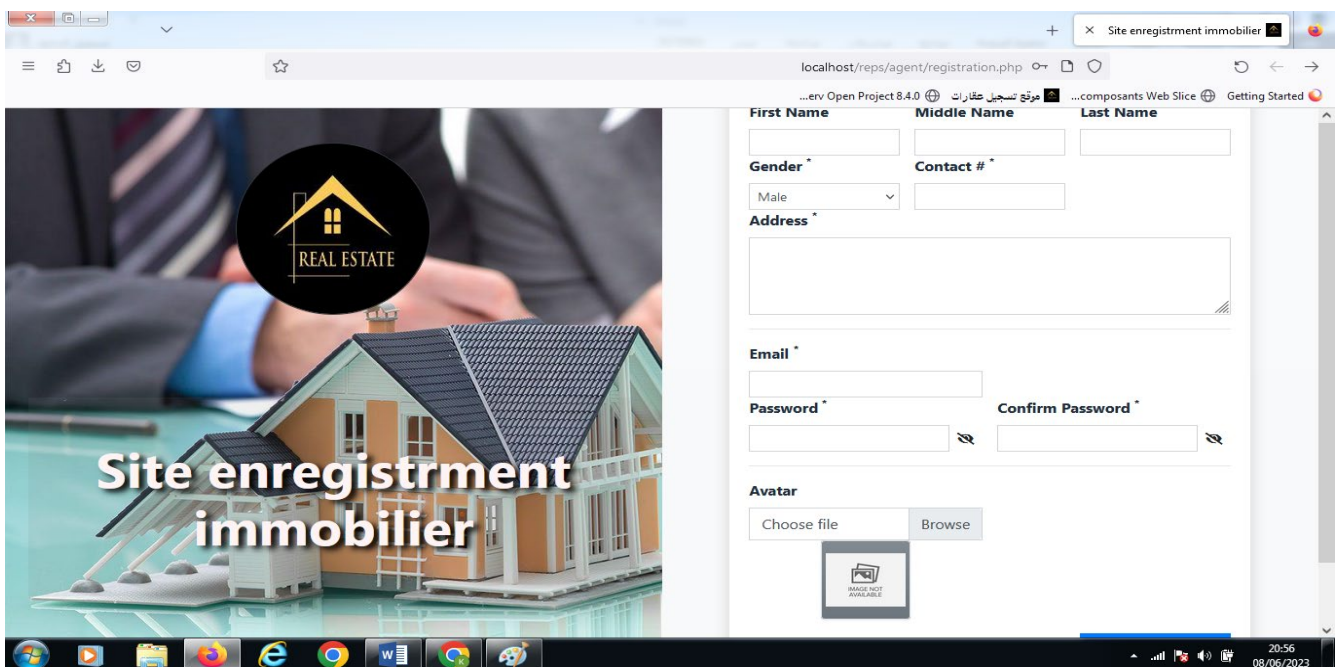 Site enregistrment immobilier
localhost/reps/agent/registration.php
...erv Open Project 8.4.0 مرقع تسجيل عقارات ...composants Web Slice Getting Started
First Name Middle Name Last Name
Gender * Contact # *
Male
Address *
REAL ESTATE
Email *
Password * Confirm Password *
Site enregistrment
immobilier
Avatar
Choose file Browse
IMAGE NOT
AVAILABLE
20:56
08/06/2023